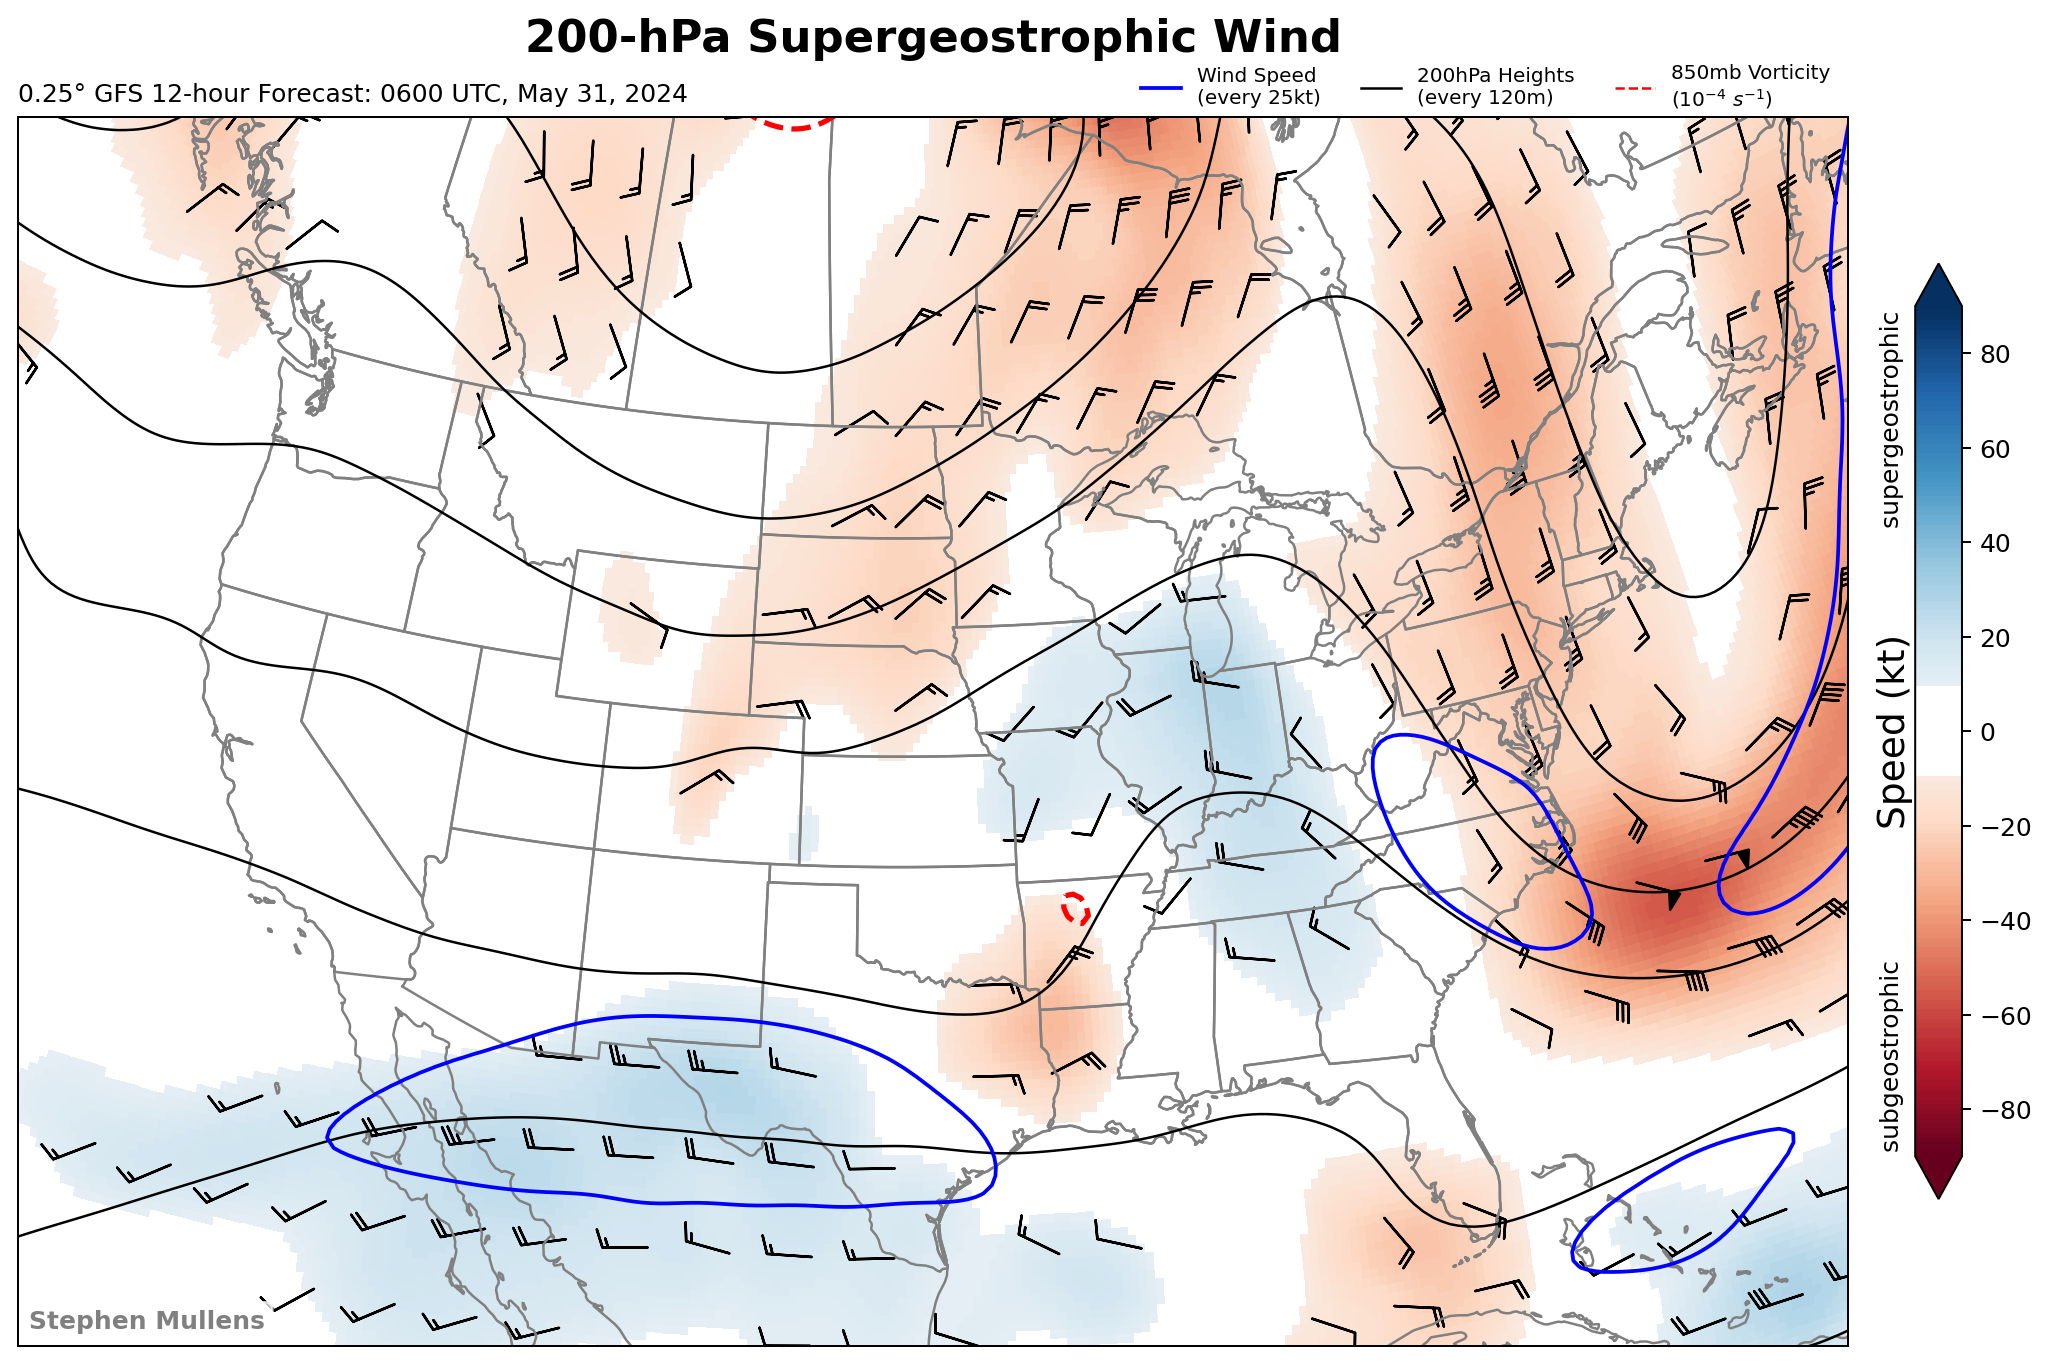 200-hPa Supergeostrophic Wind
0.25° GFS 12-hour Forecast: 0600 UTC, May 31, 2024
Wind Speed
(every 25kt)
200hPa Heights
(every 120m)
850mb Vorticity
(10⁻⁴ s⁻¹)
supergeostrophic
Speed (kt)
subgeostrophic
80
60
40
20
0
−20
−40
−60
−80
Stephen Mullens